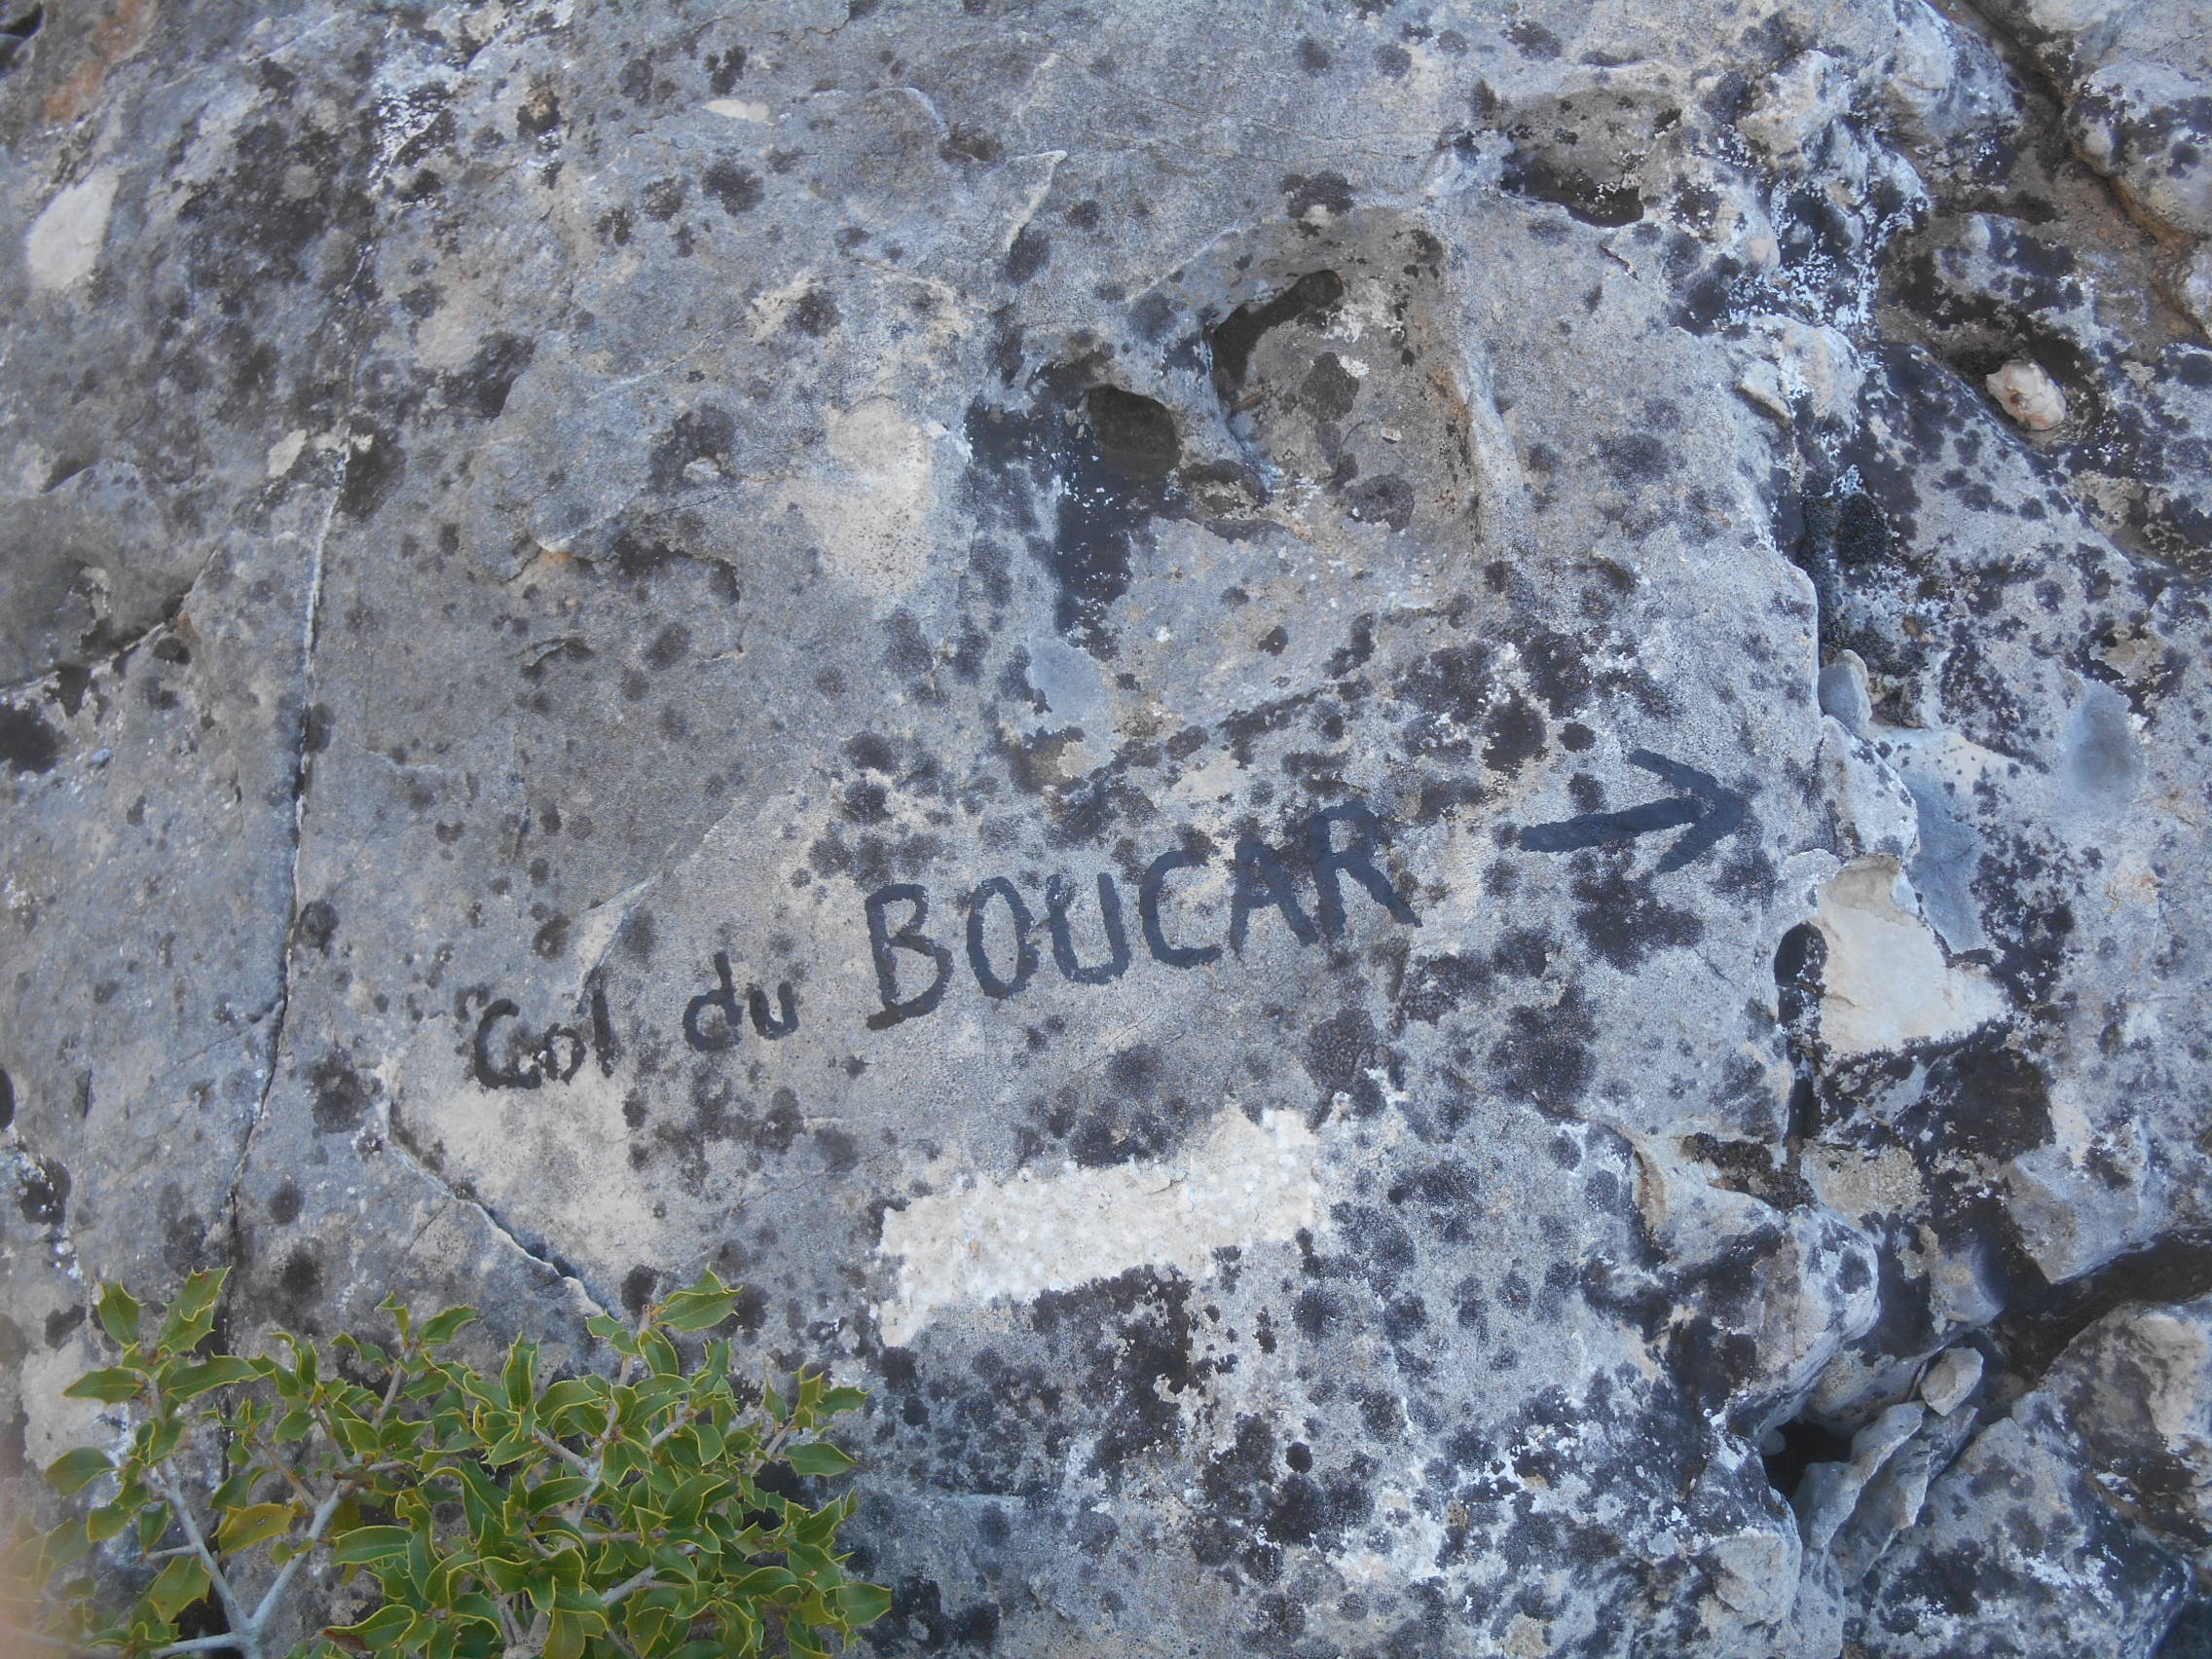 Col du BOUCAR →